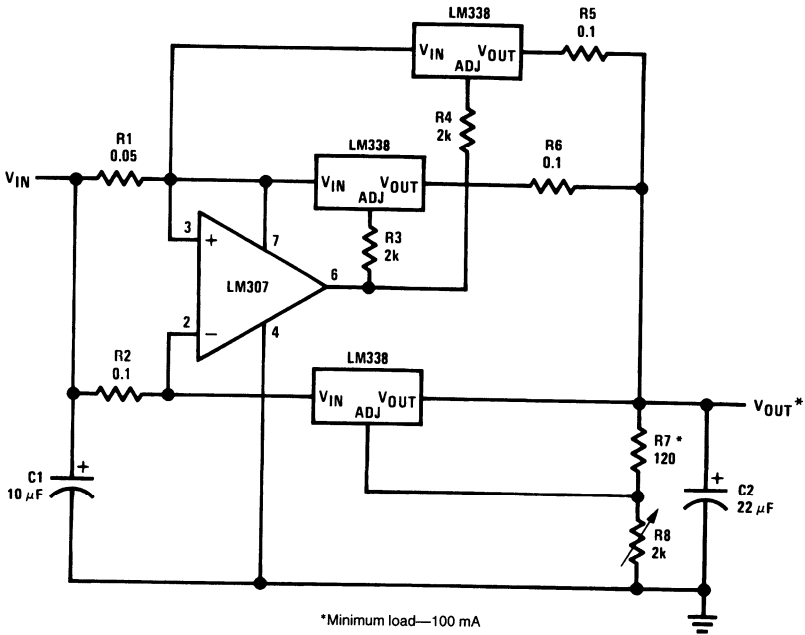 LM338
R5
0.1
VIN VOUT
ADJ
R4
2k
R1
0.05
LM338
R6
0.1
VIN
VIN VOUT
ADJ
3
+
7
R3
2k
6
LM307
2
−
4
R2
0.1
LM338
VIN VOUT
ADJ
VOUT*
R7 *
120
C1
10 μF
+
+
C2
22 μF
R8
2k
*Minimum load—100 mA